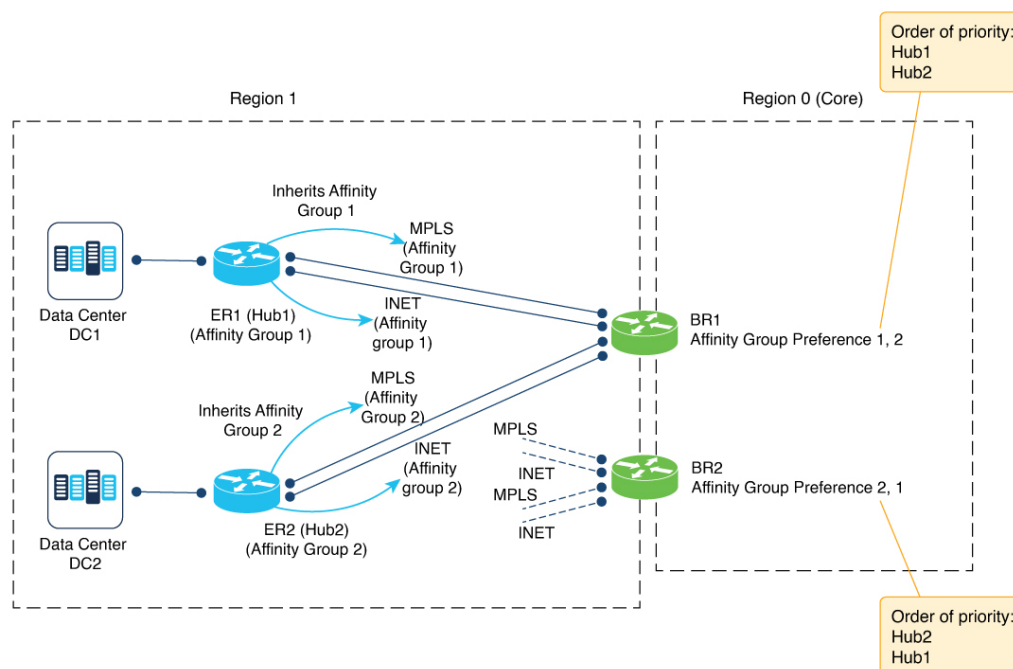 Order of priority:
Hub1
Hub2
Region 1
Region 0 (Core)
Inherits Affinity
Group 1
MPLS
(Affinity
Group 1)
Data Center
DC1
ER1 (Hub1)
(Affinity Group 1)
INET
(Affinity
group 1)
BR1
Affinity Group Preference 1, 2
MPLS
(Affinity
Group 2)
Inherits Affinity
Group 2
INET
(Affinity
group 2)
MPLS
INET
MPLS
INET
BR2
Affinity Group Preference 2, 1
Data Center
DC2
ER2 (Hub2)
(Affinity Group 2)
Order of priority:
Hub2
Hub1